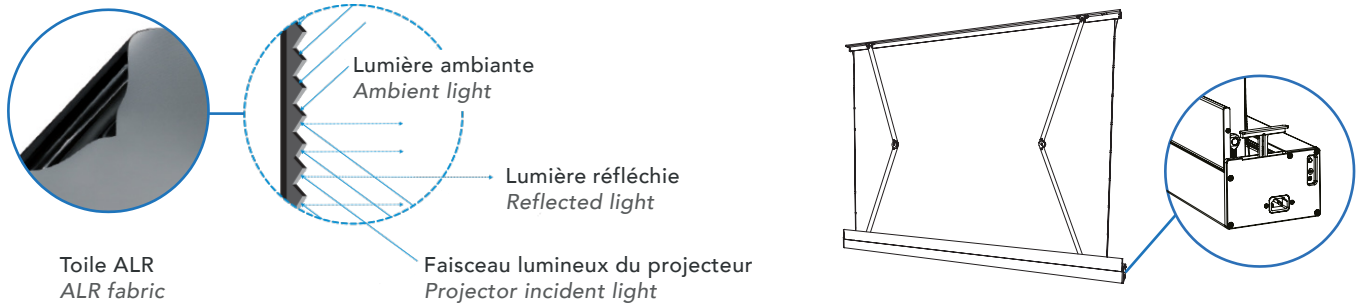 Lumière ambiante
Ambient light
Lumière réfléchie
Reflected light
Toile ALR
ALR fabric
Faisceau lumineux du projecteur
Projector incident light